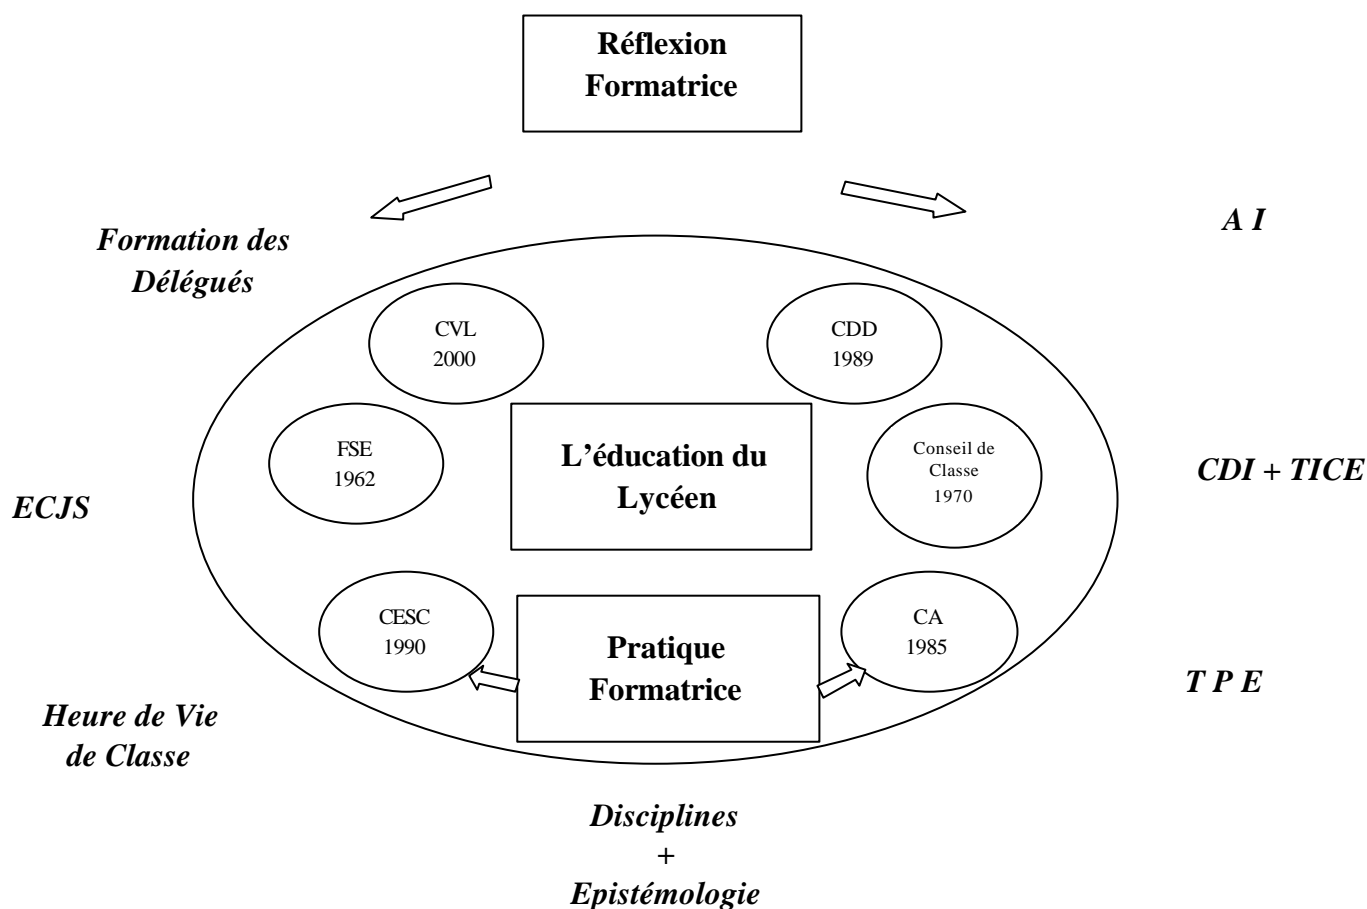 Réflexion
Formatrice
A I
Formation des
Délégués
CVL
2000
CDD
1989
L'éducation du
Lycéen
FSE
1962
Conseil de
Classe
1970
CDI + TICE
ECJS
CESC
1990
Pratique
Formatrice
CA
1985
T P E
Heure de Vie
de Classe
Disciplines
+
Epistémologie